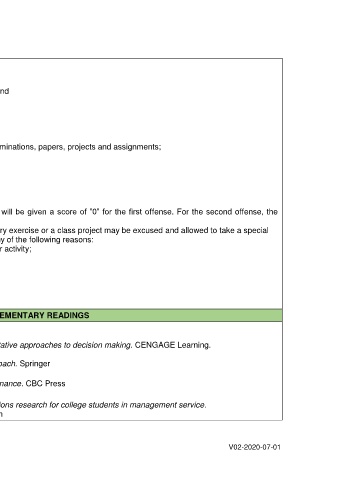 nd
minations, papers, projects and assignments;
will be given a score of "0" for the first offense. For the second offense, the
ry exercise or a class project may be excused and allowed to take a special
y of the following reasons:
r activity;
EMENTARY READINGS
tative approaches to decision making. CENGAGE Learning.
oach. Springer
nance. CBC Press
ions research for college students in management service.
n
V02-2020-07-01